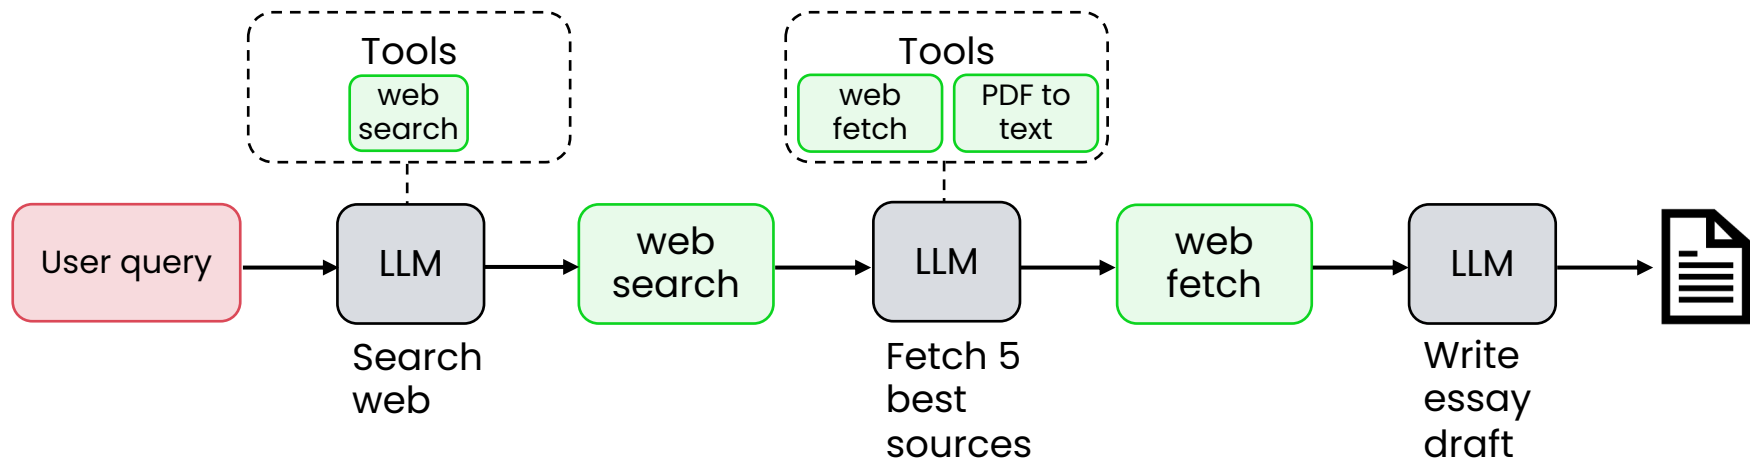 Tools
web
search
Tools
web
fetch
PDF to
text
User query
LLM
web
search
LLM
web
fetch
LLM
Search
web
Fetch 5
best
sources
Write
essay
draft